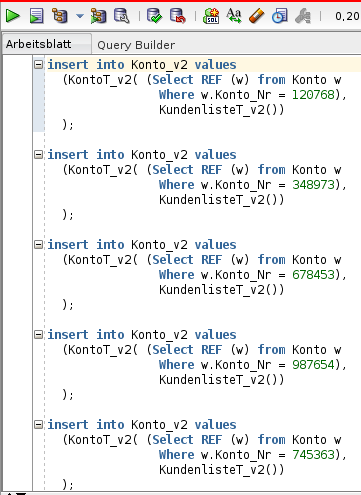 SQL Aa 0,20
Arbeitsblatt Query Builder
insert into Konto_v2 values
(KontoT_v2( (Select REF (w) from Konto w
Where w.Konto_Nr = 120768),
KundenlisteT_v2())
);
insert into Konto_v2 values
(KontoT_v2( (Select REF (w) from Konto w
Where w.Konto_Nr = 348973),
KundenlisteT_v2())
);
insert into Konto_v2 values
(KontoT_v2( (Select REF (w) from Konto w
Where w.Konto_Nr = 678453),
KundenlisteT_v2())
);
insert into Konto_v2 values
(KontoT_v2( (Select REF (w) from Konto w
Where w.Konto_Nr = 987654),
KundenlisteT_v2())
);
insert into Konto_v2 values
(KontoT_v2( (Select REF (w) from Konto w
Where w.Konto_Nr = 745363),
KundenlisteT_v2())
);